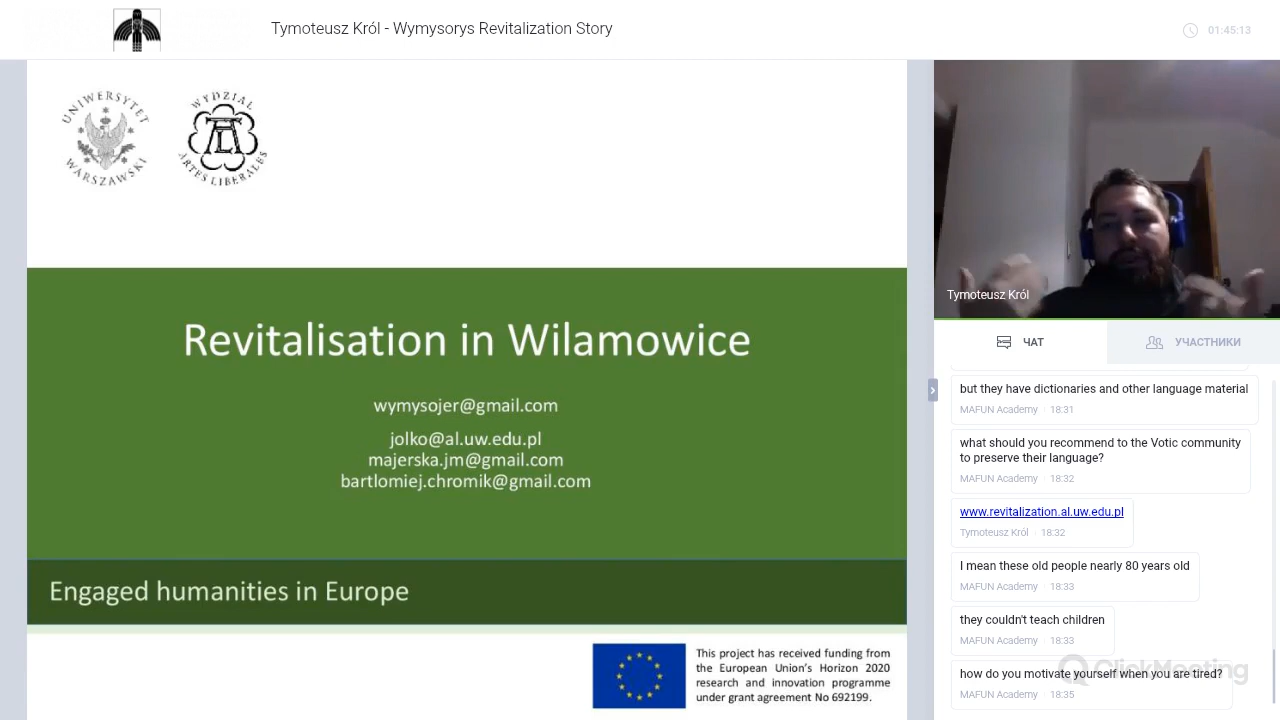 Tymoteusz Król - Wymysorys Revitalization Story
01:45:13
UNIWERSYTET
WARSZAWSKI
WYDZIAŁ
ARTES LIBERALES
Revitalisation in Wilamowice
wymysojer@gmail.com
jolko@al.uw.edu.pl
majerska.jm@gmail.com
bartlomiej.chromik@gmail.com
Engaged humanities in Europe
This project has received funding from
the European Union's Horizon 2020
research and innovation programme
under grant agreement No 692199.
Tymoteusz Król
ЧАТ
УЧАСТНИКИ
but they have dictionaries and other language material
MAFUN Academy · 18:31
what should you recommend to the Votic community
to preserve their language?
MAFUN Academy · 18:32
www.revitalization.al.uw.edu.pl
Tymoteusz Król · 18:32
I mean these old people nearly 80 years old
MAFUN Academy · 18:33
they couldn't teach children
MAFUN Academy · 18:33
how do you motivate yourself when you are tired?
MAFUN Academy · 18:35
ClickMeeting